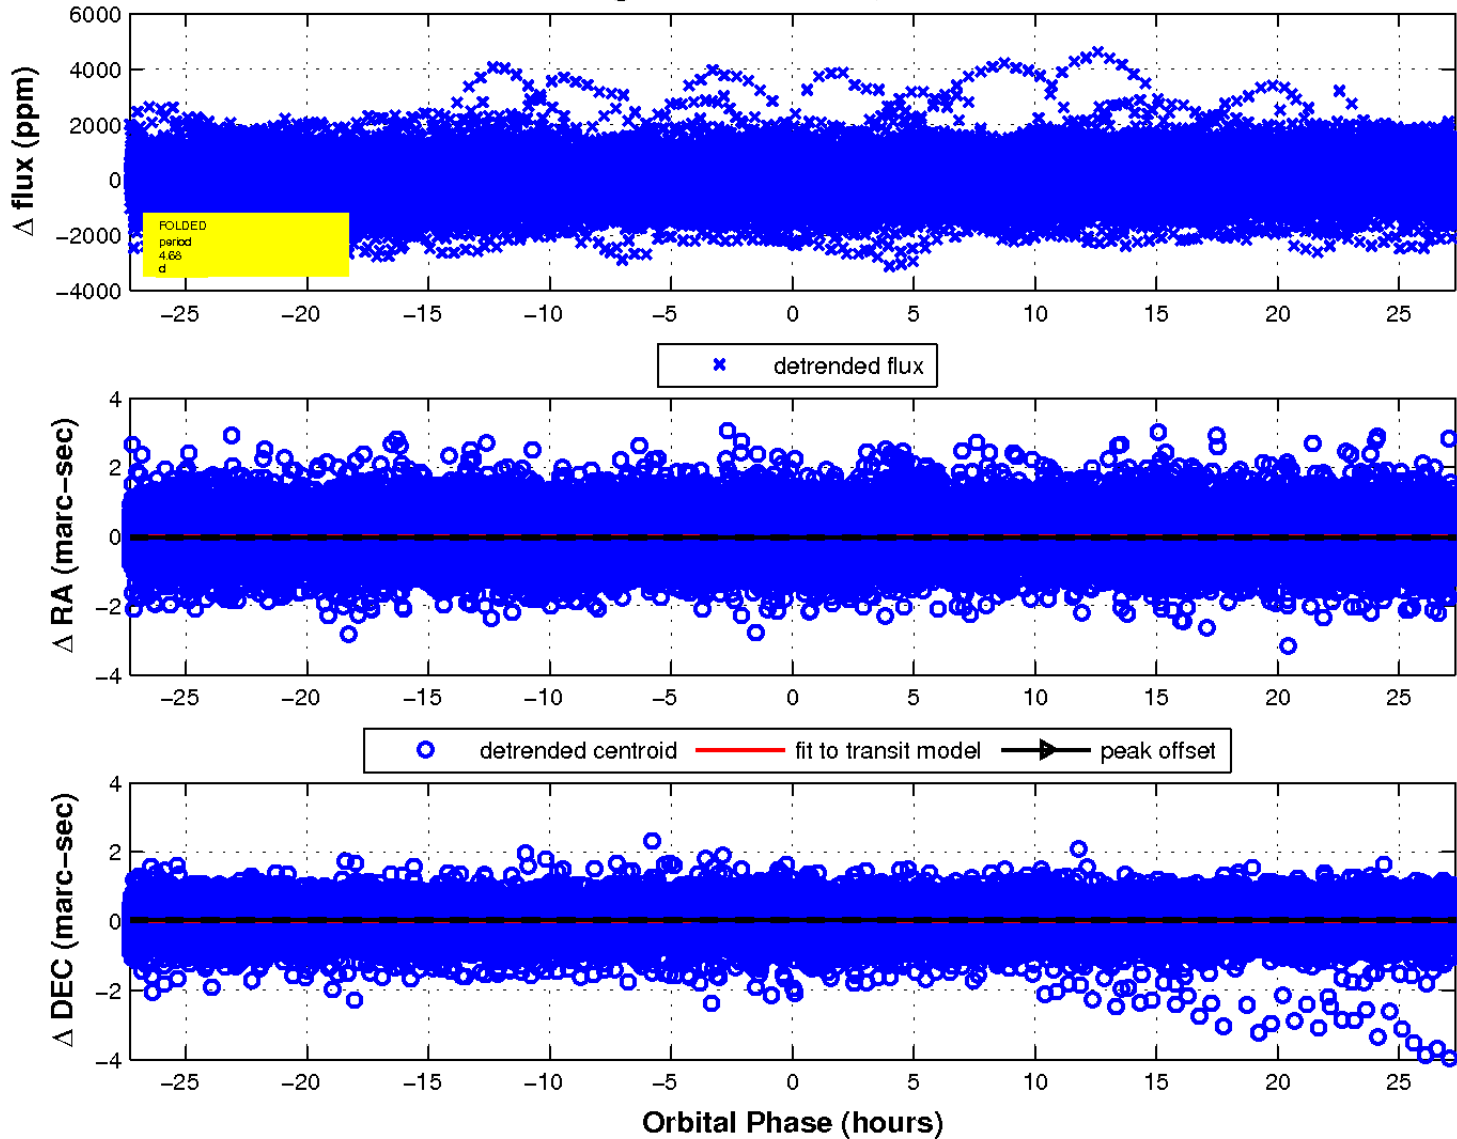 Δ flux (ppm)
6000
4000
2000
0
−2000
−4000
FOLDED
period
4.68
d
−25 −20 −15 −10 −5 0 5 10 15 20 25
detrended flux
Δ RA (marc−sec)
4
2
0
−2
−4
−25 −20 −15 −10 −5 0 5 10 15 20 25
detrended centroid fit to transit model peak offset
Δ DEC (marc−sec)
4
2
0
−2
−4
−25 −20 −15 −10 −5 0 5 10 15 20 25
Orbital Phase (hours)